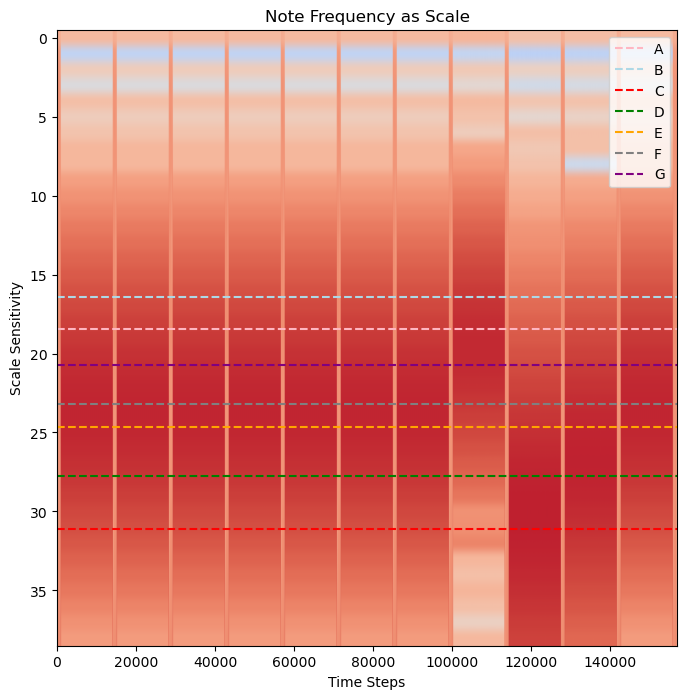 Note Frequency as Scale
0
5
10
15
20
25
30
35
Scale Sensitivity
A
B
C
D
E
F
G
0 20000 40000 60000 80000 100000 120000 140000
Time Steps